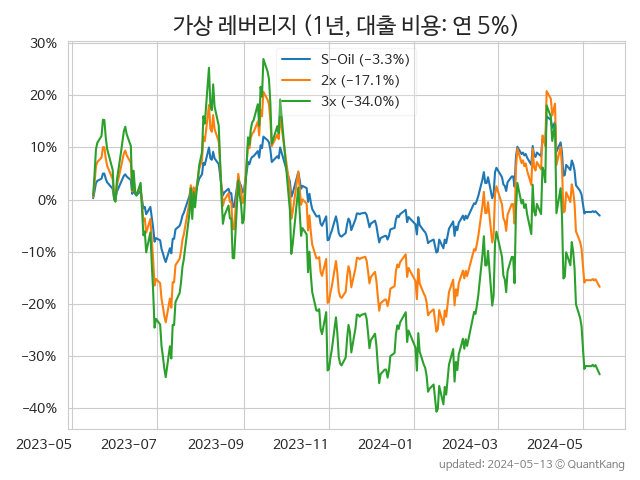 가상 레버리지 (1년, 대출 비용: 연 5%)
S-Oil (-3.3%)
2x (-17.1%)
3x (-34.0%)
30%
20%
10%
0%
-10%
-20%
-30%
-40%
2023-05 2023-07 2023-09 2023-11 2024-01 2024-03 2024-05
updated: 2024-05-13 © QuantKang